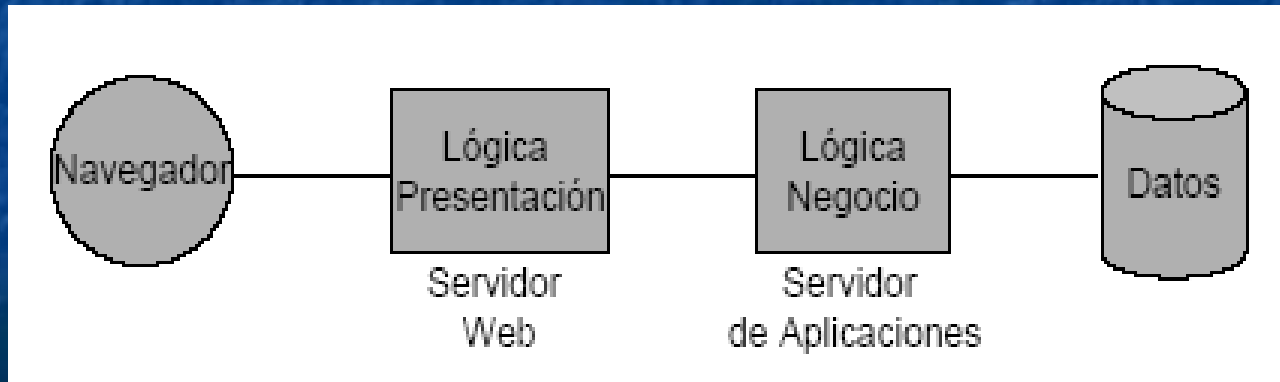 Navegador
Lógica
Presentación
Servidor
Web
Lógica
Negocio
Servidor
de Aplicaciones
Datos